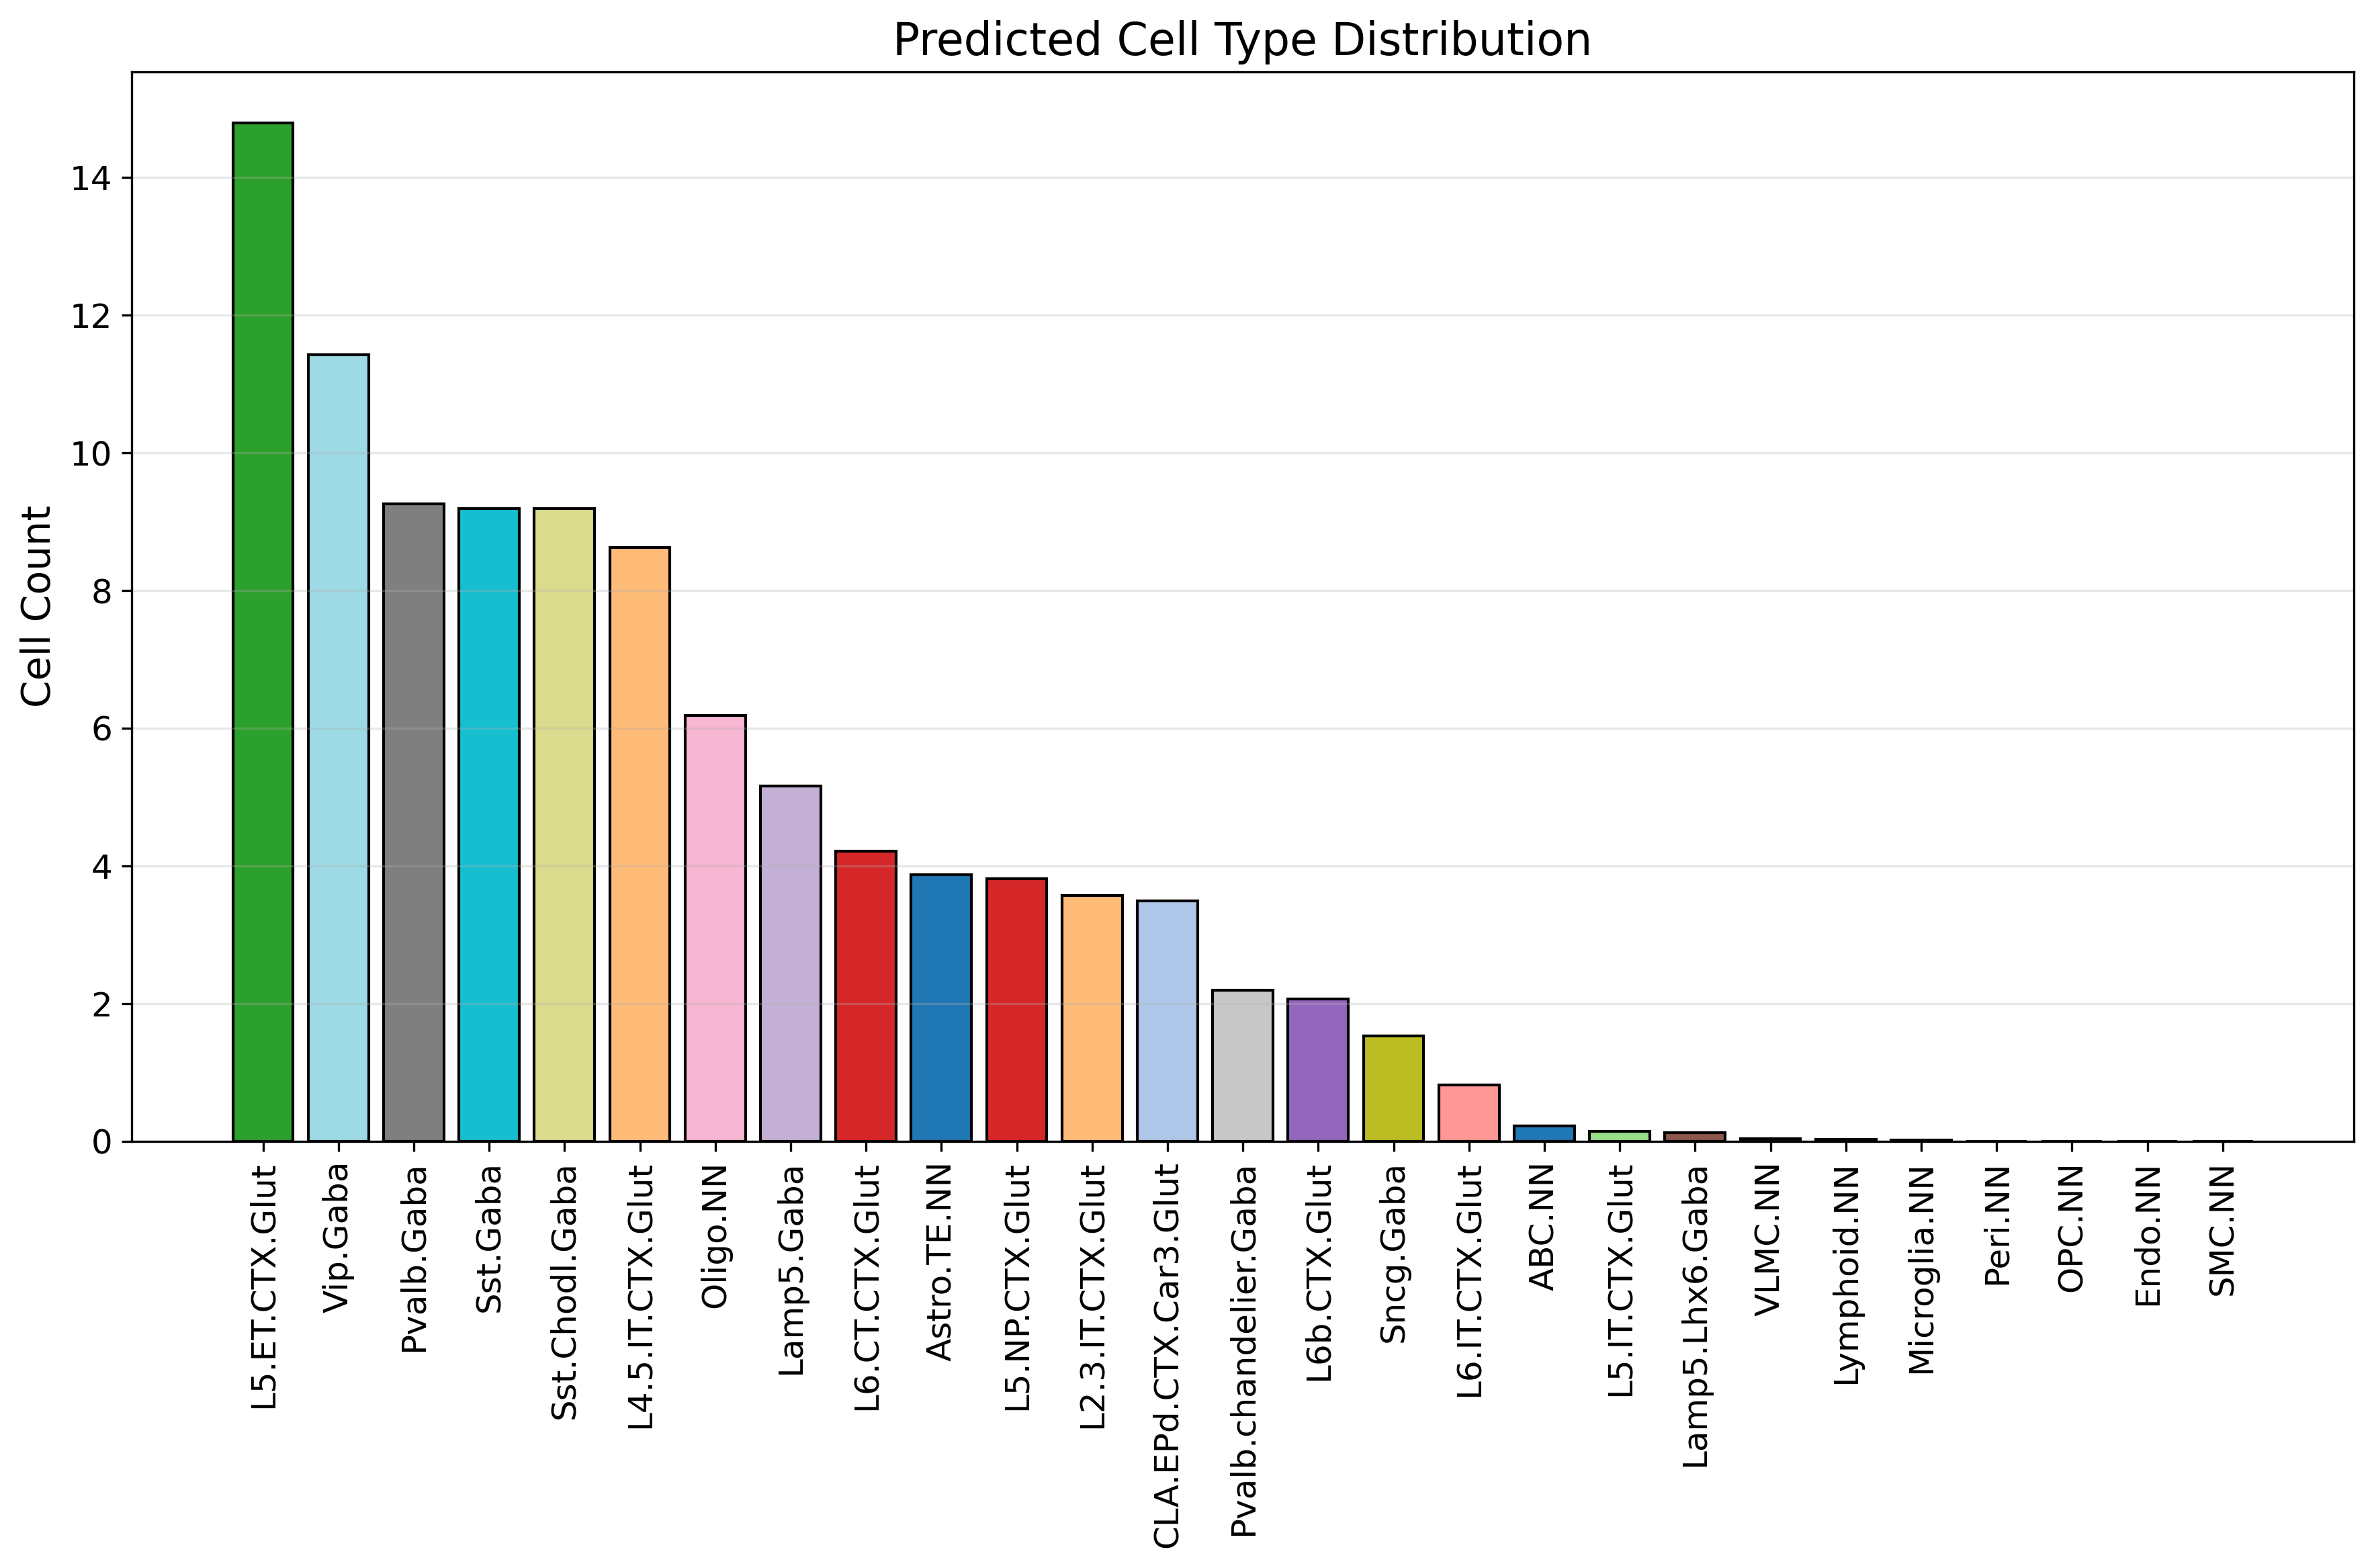 Predicted Cell Type Distribution
Cell Count
14
12
10
8
6
4
2
0
L5.ET.CTX.Glut
Vip.Gaba
Pvalb.Gaba
Sst.Gaba
Sst.Chodl.Gaba
L4.5.IT.CTX.Glut
Oligo.NN
Lamp5.Gaba
L6.CT.CTX.Glut
Astro.TE.NN
L5.NP.CTX.Glut
L2.3.IT.CTX.Glut
CLA.EPd.CTX.Car3.Glut
Pvalb.chandelier.Gaba
L6b.CTX.Glut
Sncg.Gaba
L6.IT.CTX.Glut
ABC.NN
L5.IT.CTX.Glut
Lamp5.Lhx6.Gaba
VLMC.NN
Lymphoid.NN
Microglia.NN
Peri.NN
OPC.NN
Endo.NN
SMC.NN